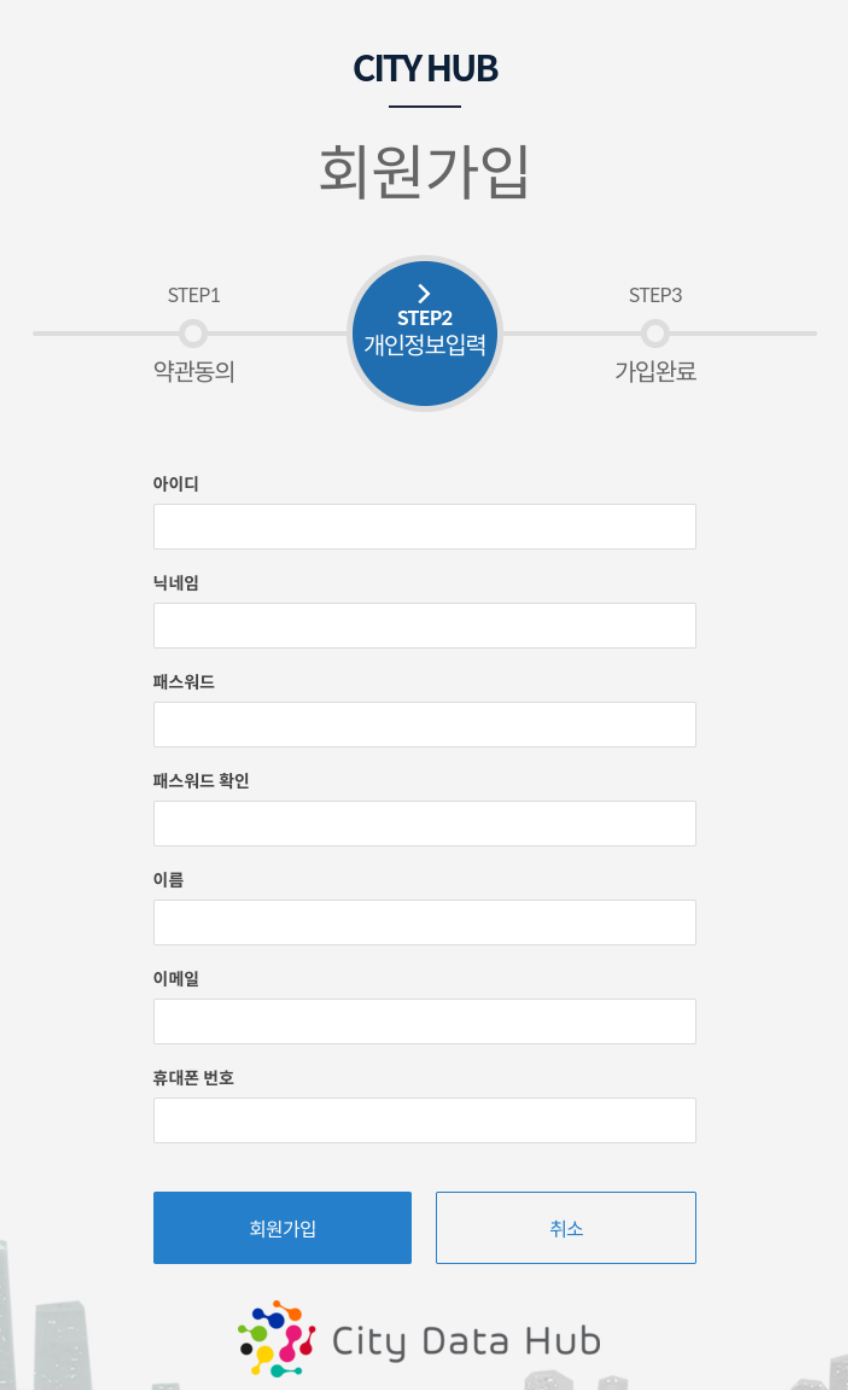 CITY HUB
회원가입
STEP1
약관동의
STEP2
개인정보입력
STEP3
가입완료
아이디
닉네임
패스워드
패스워드 확인
이름
이메일
휴대폰 번호
회원가입
취소
City Data Hub